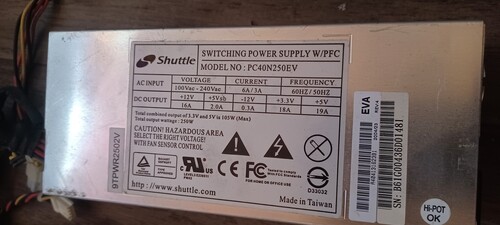 Shuttle
SWITCHING POWER SUPPLY W/PFC
MODEL NO : PC40N250EV
AC INPUT VOLTAGE CURRENT FREQUENCY
100Vac - 240Vac 6A/3A 60HZ/50HZ
DC OUTPUT +12V +5Vsb -12V +3.3V +5V
16A 2.0A 0.3A 18A 19A
Total combined output of 3.3V and 5V is 105W (Max)
Total wattage output: 250W
CAUTION! HAZARDOUS AREA
SELECT THE RIGHT VOLTAGE!
WITH FAN SENSOR CONTROL
http://www.shuttle.com
Made in Taiwan
D33032
9TPWR2502V
EVA
SN: B61G00436D01481
HI-POT
OK